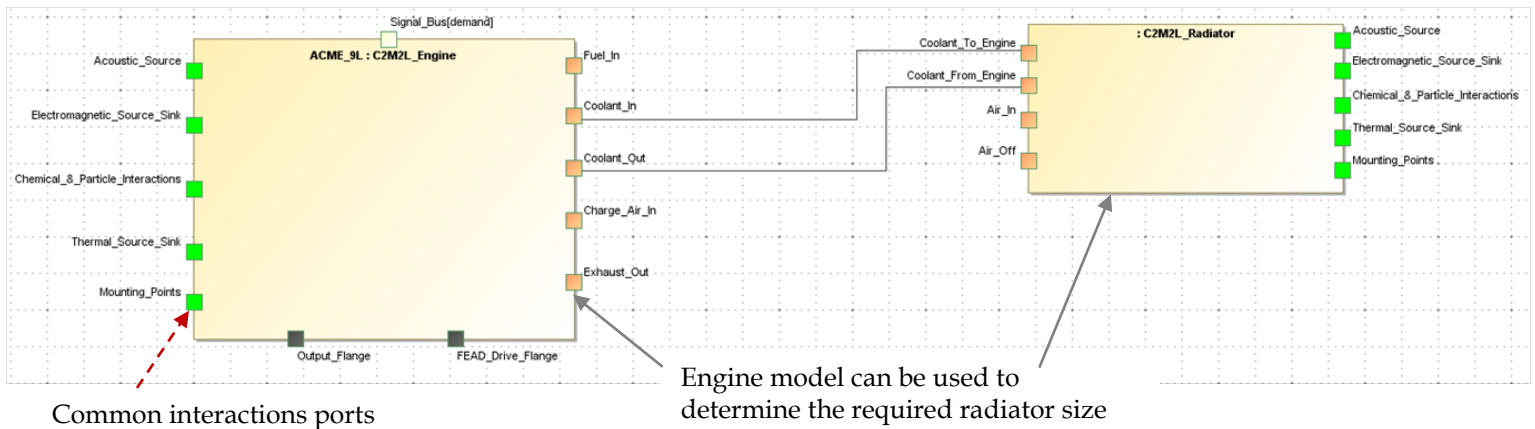 Signal_Bus[demand]
ACME_9L : C2M2L_Engine
Acoustic_Source
Electromagnetic_Source_Sink
Chemical_&_Particle_Interactions
Thermal_Source_Sink
Mounting_Points
Fuel_In
Coolant_In
Coolant_Out
Charge_Air_In
Exhaust_Out
Output_Flange
FEAD_Drive_Flange
: C2M2L_Radiator
Coolant_To_Engine
Coolant_From_Engine
Air_In
Air_Off
Acoustic_Source
Electromagnetic_Source_Sink
Chemical_&_Particle_Interactions
Thermal_Source_Sink
Mounting_Points
Common interactions ports
Engine model can be used to
determine the required radiator size